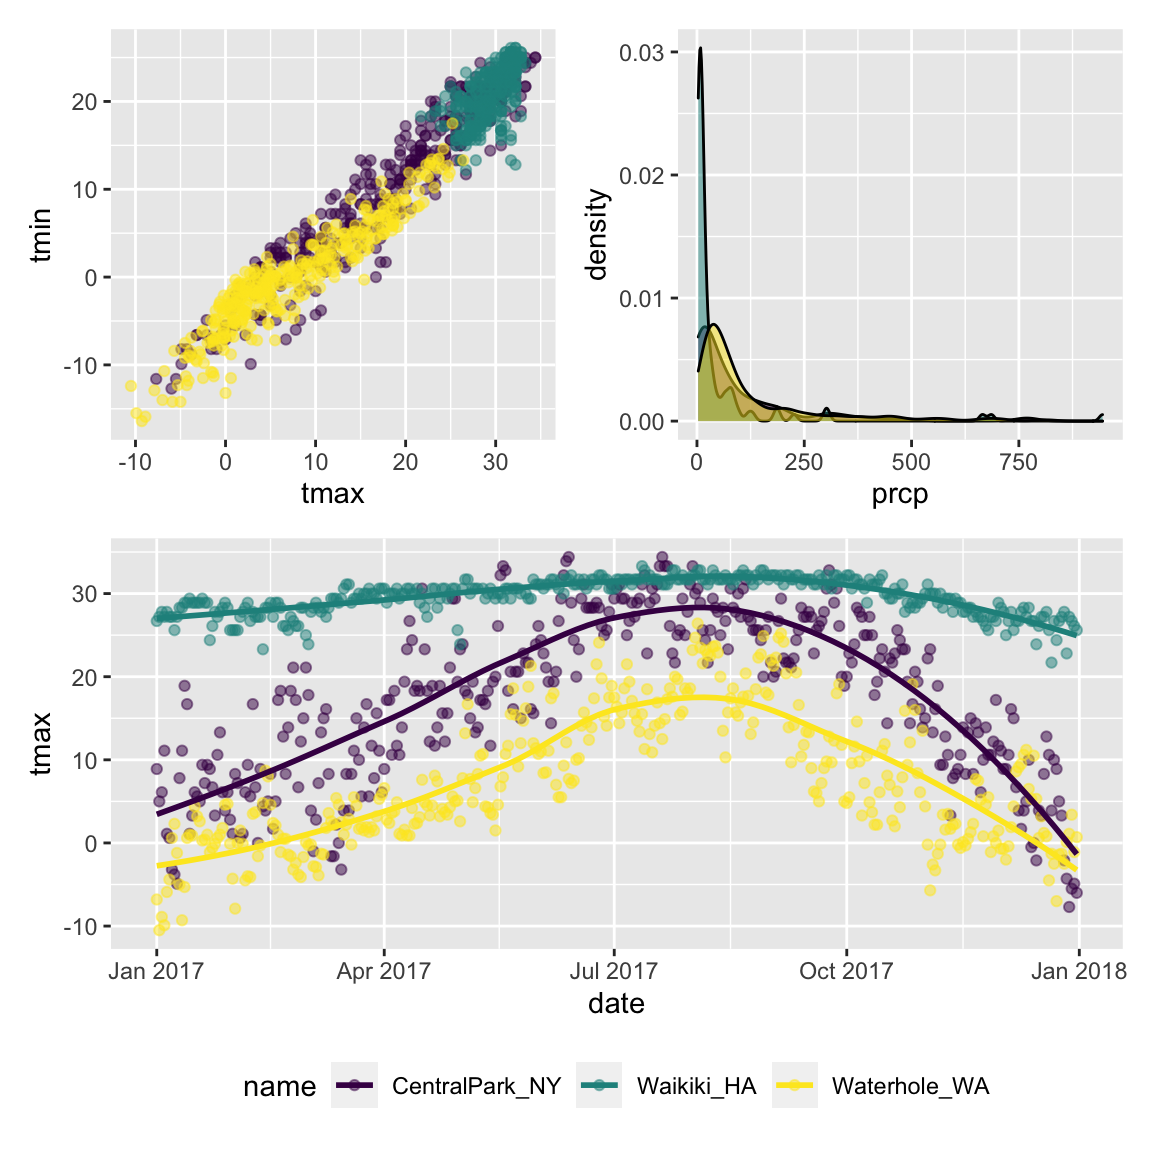 tmin
20
10
0
-10
-10 0 10 20 30
tmax
density
0.03
0.02
0.01
0.00
0 250 500 750
prcp
tmax
30
20
10
0
-10
Jan 2017 Apr 2017 Jul 2017 Oct 2017 Jan 2018
date
name CentralPark_NY Waikiki_HA Waterhole_WA